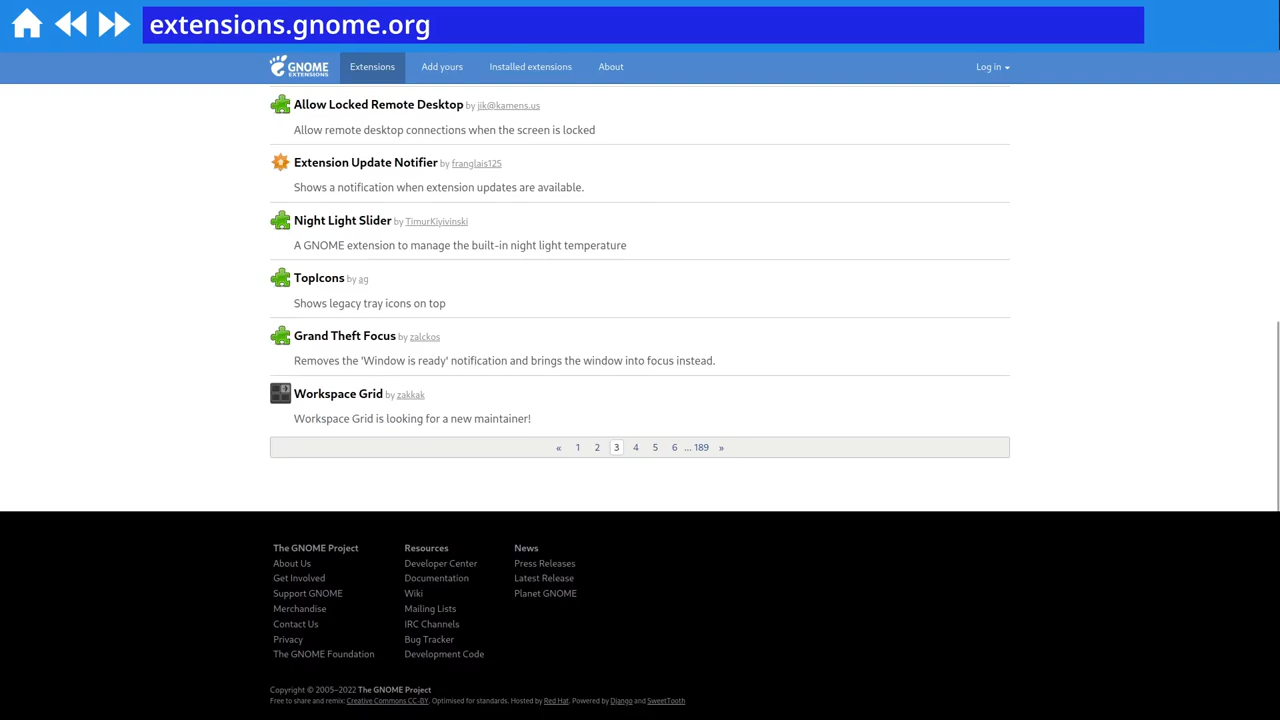 extensions.gnome.org
GNOME EXTENSIONS Extensions Add yours Installed extensions About Log in
Allow Locked Remote Desktop by jik@kamens.us
Allow remote desktop connections when the screen is locked
Extension Update Notifier by franglais125
Shows a notification when extension updates are available.
Night Light Slider by TimurKiyivinski
A GNOME extension to manage the built-in night light temperature
TopIcons by ag
Shows legacy tray icons on top
Grand Theft Focus by zalckos
Removes the 'Window is ready' notification and brings the window into focus instead.
Workspace Grid by zakkak
Workspace Grid is looking for a new maintainer!
« 1 2 3 4 5 6 ... 189 »
The GNOME Project
About Us
Get Involved
Support GNOME
Merchandise
Contact Us
Privacy
The GNOME Foundation
Resources
Developer Center
Documentation
Wiki
Mailing Lists
IRC Channels
Bug Tracker
Development Code
News
Press Releases
Latest Release
Planet GNOME
Copyright © 2005–2022 The GNOME Project
Free to share and remix: Creative Commons CC-BY. Optimised for standards. Hosted by Red Hat. Powered by Django and SweetTooth